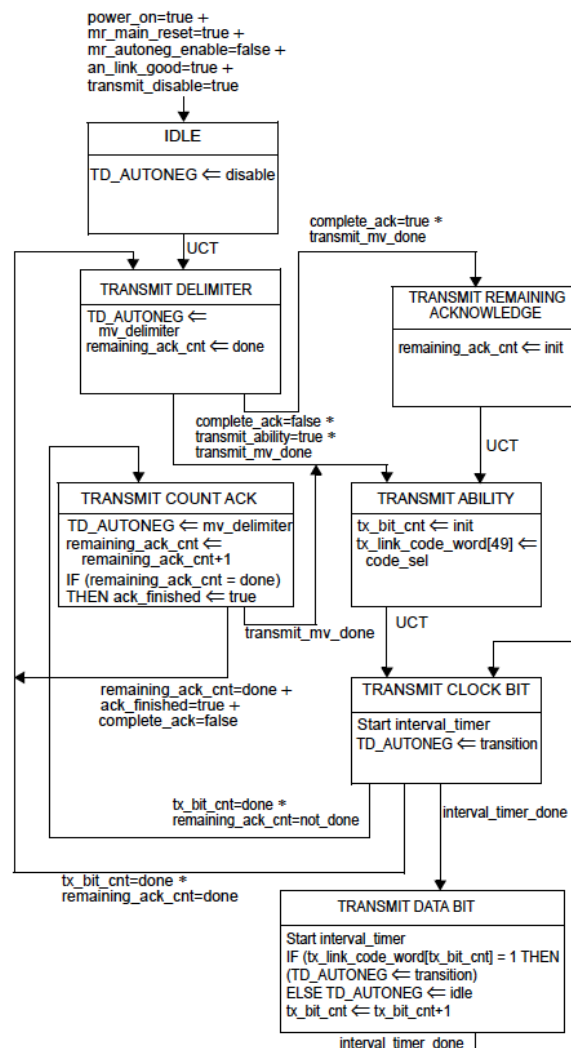 power_on=true +
mr_main_reset=true +
mr_autoneg_enable=false +
an_link_good=true +
transmit_disable=true
IDLE
TD_AUTONEG ⇐ disable
UCT
complete_ack=true *
transmit_mv_done
TRANSMIT DELIMITER
TD_AUTONEG ⇐
mv_delimiter
remaining_ack_cnt ⇐ done
TRANSMIT REMAINING
ACKNOWLEDGE
remaining_ack_cnt ⇐ init
complete_ack=false *
transmit_ability=true *
transmit_mv_done
UCT
TRANSMIT COUNT ACK
TD_AUTONEG ⇐ mv_delimiter
remaining_ack_cnt ⇐
remaining_ack_cnt+1
IF (remaining_ack_cnt = done)
THEN ack_finished ⇐ true
TRANSMIT ABILITY
tx_bit_cnt ⇐ init
tx_link_code_word[49] ⇐
code_sel
transmit_mv_done
UCT
remaining_ack_cnt=done +
ack_finished=true +
complete_ack=false
TRANSMIT CLOCK BIT
Start interval_timer
TD_AUTONEG ⇐ transition
tx_bit_cnt=done *
remaining_ack_cnt=not_done
interval_timer_done
tx_bit_cnt=done *
remaining_ack_cnt=done
TRANSMIT DATA BIT
Start interval_timer
IF (tx_link_code_word[tx_bit_cnt] = 1 THEN
(TD_AUTONEG ⇐ transition)
ELSE TD_AUTONEG ⇐ idle
tx_bit_cnt ⇐ tx_bit_cnt+1
interval_timer_done